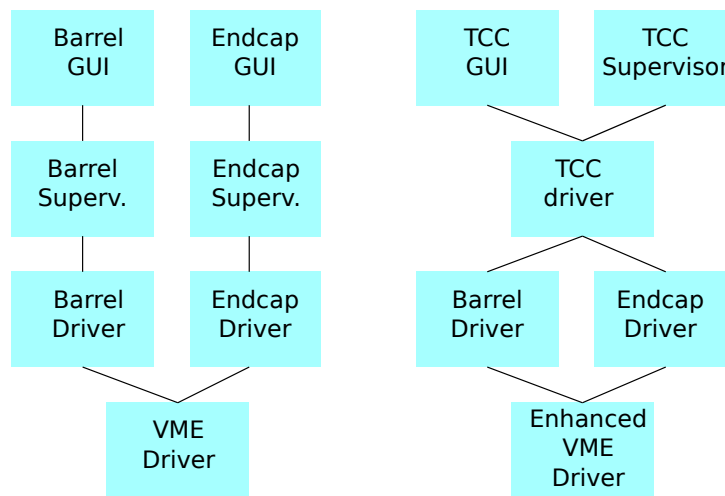 Barrel
GUI
Endcap
GUI
TCC
GUI
TCC
Supervisor
Barrel
Superv.
Endcap
Superv.
TCC
driver
Barrel
Driver
Endcap
Driver
Barrel
Driver
Endcap
Driver
VME
Driver
Enhanced
VME
Driver